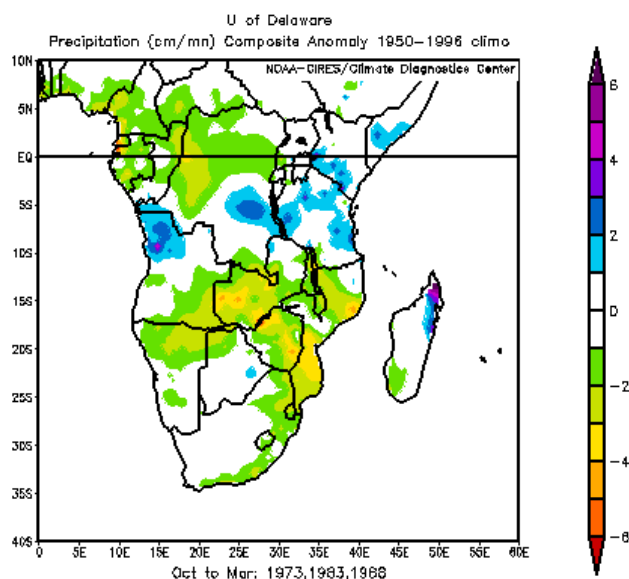 U of Delaware
Precipitation (cm/mn) Composite Anomaly 1950-1996 climo
NOAA-CIRES/Climate Diagnostics Center
10N
5N
EQ
5S
10S
15S
20S
25S
30S
35S
40S
0 5E 10E 15E 20E 25E 30E 35E 40E 45E 50E 55E 60E
Oct to Mar: 1973,1983,1988
6
4
2
0
-2
-4
-6